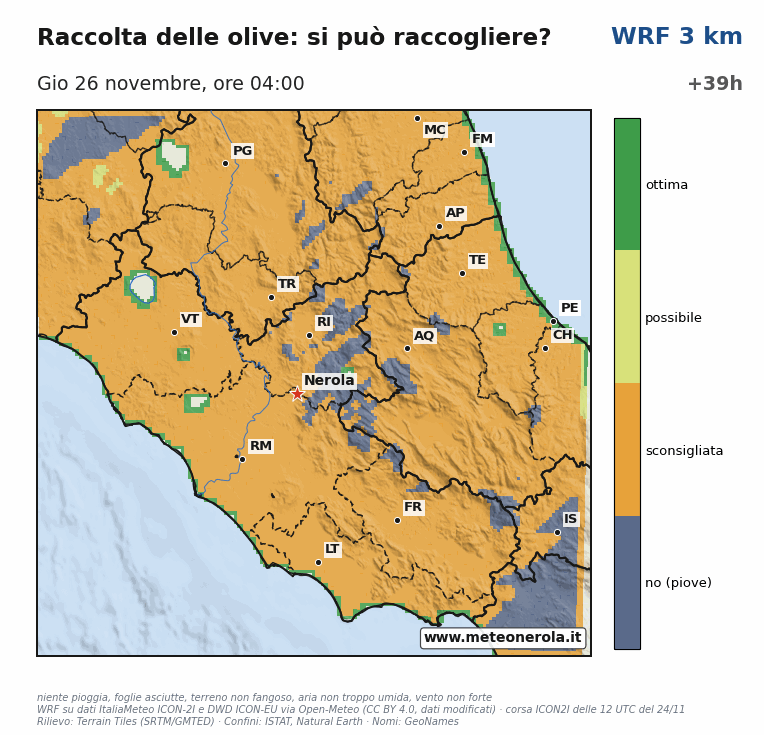 Raccolta delle olive: si può raccogliere?
WRF 3 km
Gio 26 novembre, ore 04:00
+39h
MC
FM
PG
AP
TE
TR
PE
VT
RI
CH
AQ
Nerola
RM
FR
IS
LT
www.meteonerola.it
ottima
possibile
sconsigliata
no (piove)
niente pioggia, foglie asciutte, terreno non fangoso, aria non troppo umida, vento non forte
WRF su dati ItaliaMeteo ICON-2I e DWD ICON-EU via Open-Meteo (CC BY 4.0, dati modificati) · corsa ICON2I delle 12 UTC del 24/11
Rilievo: Terrain Tiles (SRTM/GMTED) · Confini: ISTAT, Natural Earth · Nomi: GeoNames